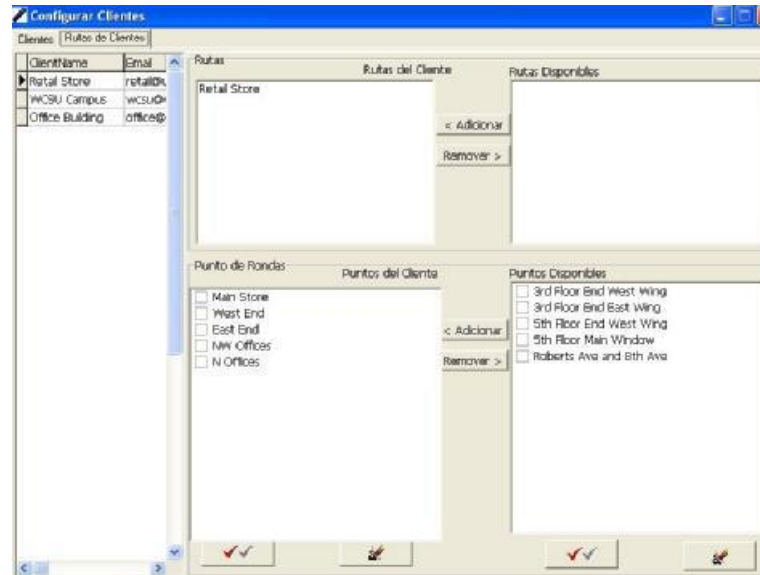 Configurar Clientes
Clientes Rutas de Clientes
ClientName Email
Retail Store
WCSU Campus wcsu@
Office Building office@
Rutas
Rutas del Cliente
Rutas Disponibles
Retail Store
< Adicionar
Remover >
Punto de Rondas
Puntos del Cliente
Puntos Disponibles
Main Store
West End
East End
NW Offices
N Offices
< Adicionar
Remover >
3rd Floor End West Wing
3rd Floor End East Wing
5th Floor End West Wing
5th Floor Main Window
Roberts Ave and 8th Ave